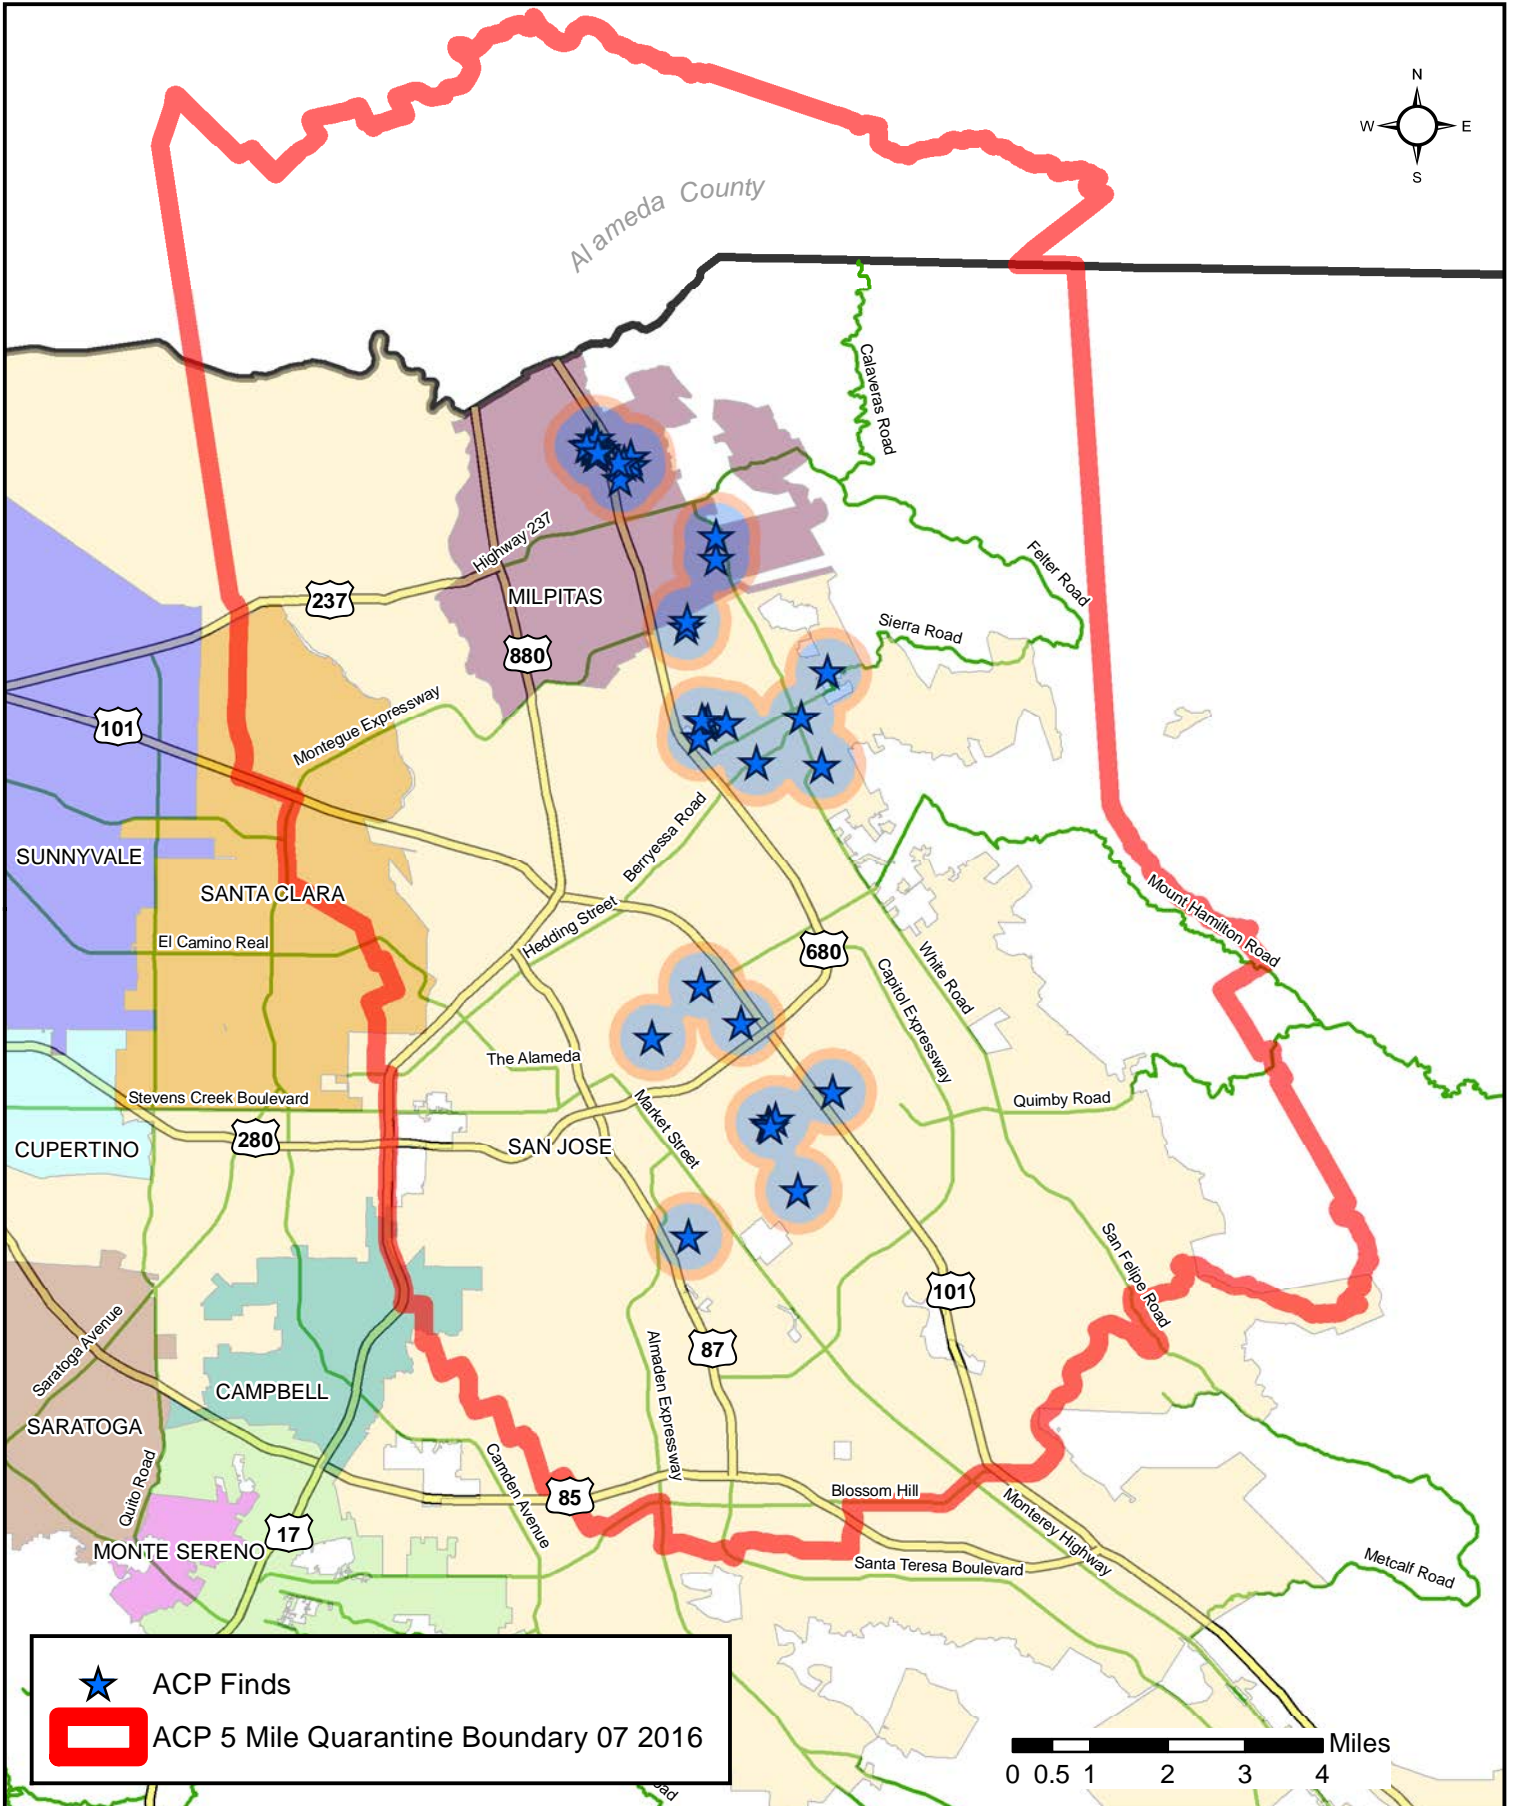 N
W E
S
Alameda County
Calaveras Road
Highway 237
Felter Road
MILPITAS
237
Sierra Road
880
101
Montegue Expressway
Berryessa Road
SUNNYVALE
SANTA CLARA
Mount Hamilton Road
Hedding Street
El Camino Real
680
White Road
Capitol Expressway
The Alameda
Stevens Creek Boulevard
Market Street
Quimby Road
280
SAN JOSE
CUPERTINO
San Felipe Road
101
Saratoga Avenue
87
Almaden Expressway
CAMPBELL
SARATOGA
Quito Road
Camden Avenue
85
Blossom Hill
Monterey Highway
17
MONTE SERENO
Santa Teresa Boulevard
Metcalf Road
ACP Finds
ACP 5 Mile Quarantine Boundary 07 2016
Miles
0 0.5 1 2 3 4